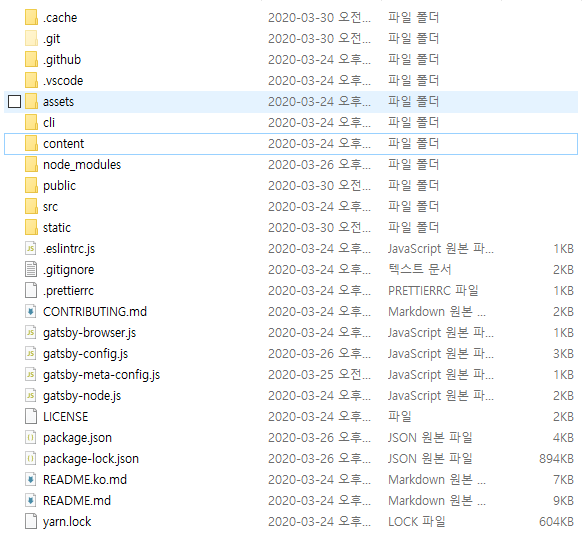 .cache 2020-03-30 오전... 파일 폴더
.git 2020-03-30 오전... 파일 폴더
.github 2020-03-24 오후... 파일 폴더
.vscode 2020-03-24 오후... 파일 폴더
assets 2020-03-24 오후... 파일 폴더
cli 2020-03-24 오후... 파일 폴더
content 2020-03-24 오후... 파일 폴더
node_modules 2020-03-26 오후... 파일 폴더
public 2020-03-30 오전... 파일 폴더
src 2020-03-24 오후... 파일 폴더
static 2020-03-30 오전... 파일 폴더
.eslintrc.js 2020-03-24 오후... JavaScript 원본 파... 1KB
.gitignore 2020-03-24 오후... 텍스트 문서 2KB
.prettierrc 2020-03-24 오후... PRETTIERRC 파일 1KB
CONTRIBUTING.md 2020-03-24 오후... Markdown 원본 ... 2KB
gatsby-browser.js 2020-03-24 오후... JavaScript 원본 파... 1KB
gatsby-config.js 2020-03-26 오후... JavaScript 원본 파... 3KB
gatsby-meta-config.js 2020-03-25 오전... JavaScript 원본 파... 1KB
gatsby-node.js 2020-03-24 오후... JavaScript 원본 파... 2KB
LICENSE 2020-03-24 오후... 파일 2KB
package.json 2020-03-26 오후... JSON 원본 파일 4KB
package-lock.json 2020-03-26 오후... JSON 원본 파일 894KB
README.ko.md 2020-03-24 오후... Markdown 원본 ... 7KB
README.md 2020-03-24 오후... Markdown 원본 ... 9KB
yarn.lock 2020-03-24 오후... LOCK 파일 604KB